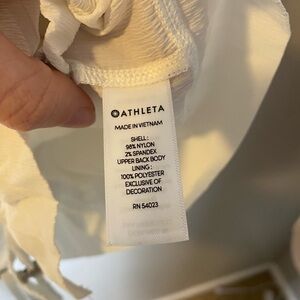 ATHLETA
MADE IN VIETNAM
SHELL:
98% NYLON
2% SPANDEX
UPPER BACK BODY
LINING:
100% POLYESTER
EXCLUSIVE OF
DECORATION
RN 54023